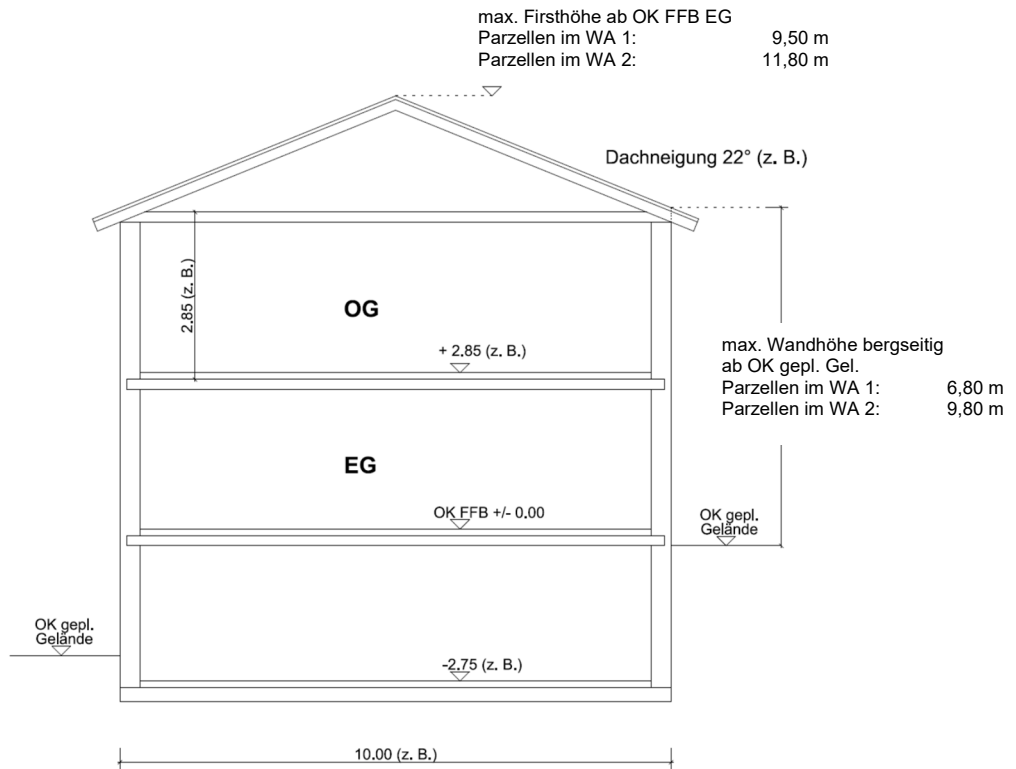 max. Firsthöhe ab OK FFB EG
Parzellen im WA 1: 9,50 m
Parzellen im WA 2: 11,80 m
Dachneigung 22° (z. B.)
2.85 (z. B.)
OG
+ 2.85 (z. B.)
max. Wandhöhe bergseitig
ab OK gepl. Gel.
Parzellen im WA 1: 6,80 m
Parzellen im WA 2: 9,80 m
EG
OK FFB +/- 0.00
OK gepl.
Gelände
OK gepl.
Gelände
-2.75 (z. B.)
10.00 (z. B.)